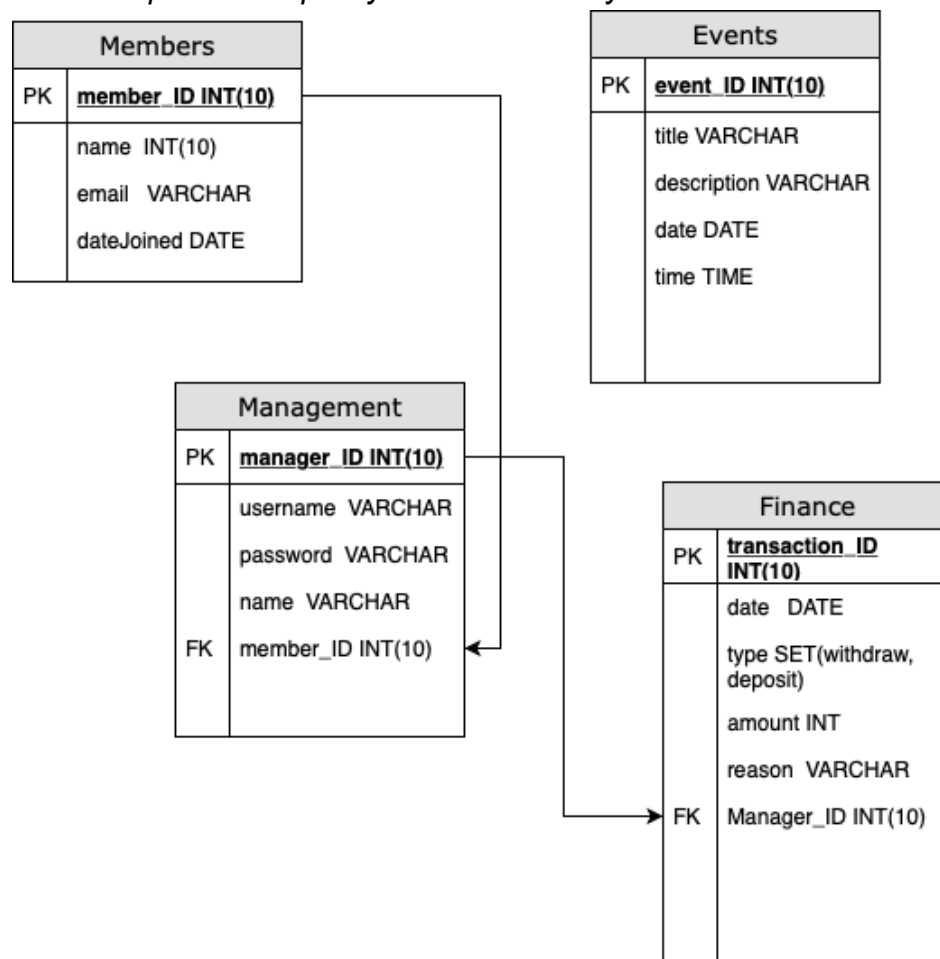 Members
PK member_ID INT(10)
name INT(10)
email VARCHAR
dateJoined DATE
Events
PK event_ID INT(10)
title VARCHAR
description VARCHAR
date DATE
time TIME
Management
PK manager_ID INT(10)
username VARCHAR
password VARCHAR
name VARCHAR
FK member_ID INT(10)
Finance
PK transaction_ID
INT(10)
date DATE
type SET(withdraw,
deposit)
amount INT
reason VARCHAR
FK Manager_ID INT(10)